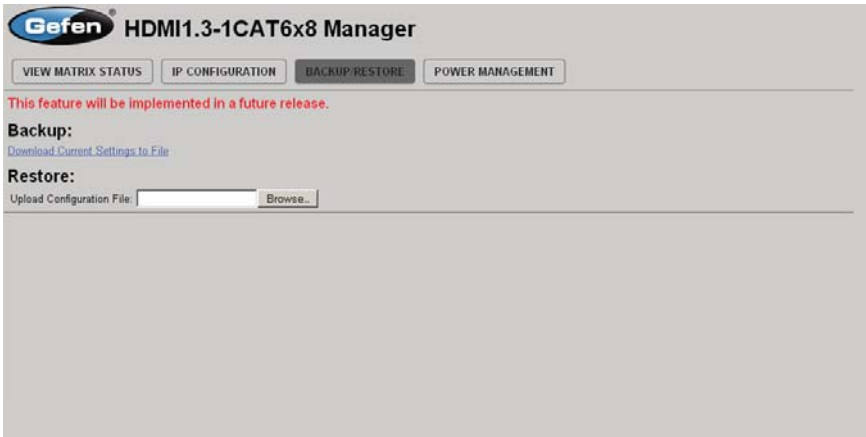 Gefen® HDMI1.3-1CAT6x8 Manager
VIEW MATRIX STATUS IP CONFIGURATION BACKUP/RESTORE POWER MANAGEMENT
This feature will be implemented in a future release.
Backup:
Download Current Settings to File
Restore:
Upload Configuration File: Browse..